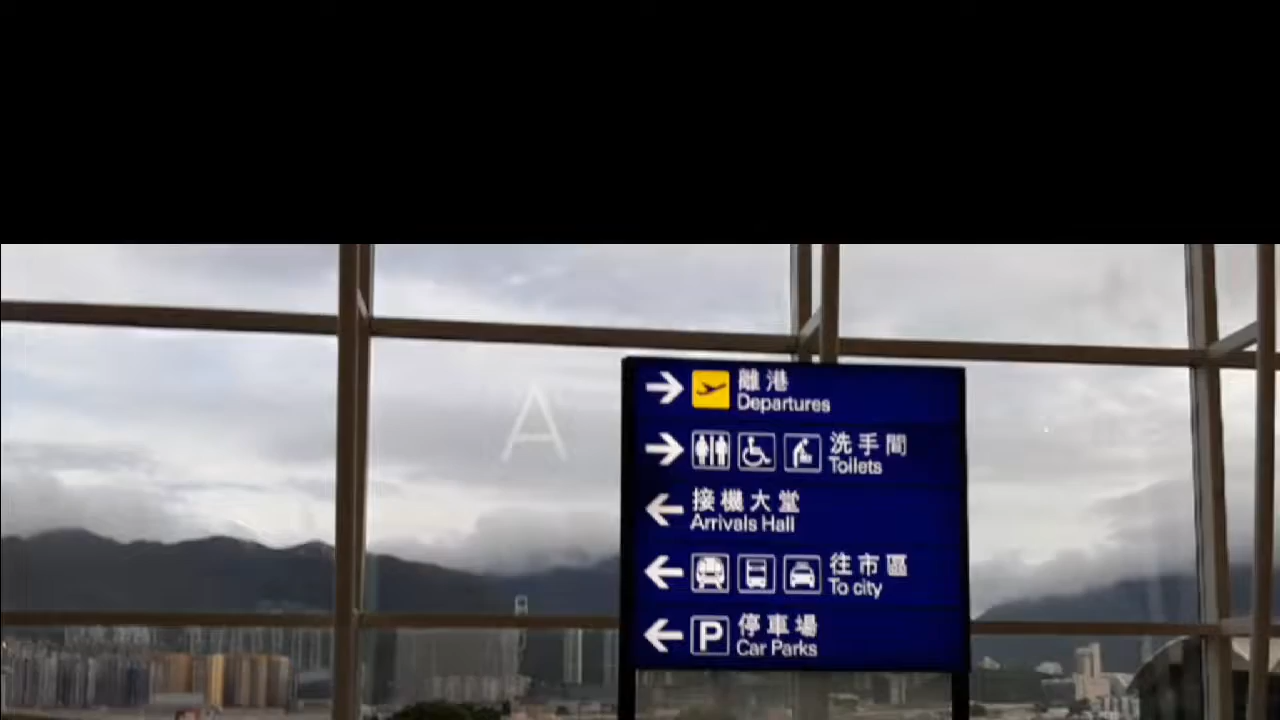 A
離港
Departures
洗手間
Toilets
接機大堂
Arrivals Hall
往市區
To city
P 停車場
Car Parks